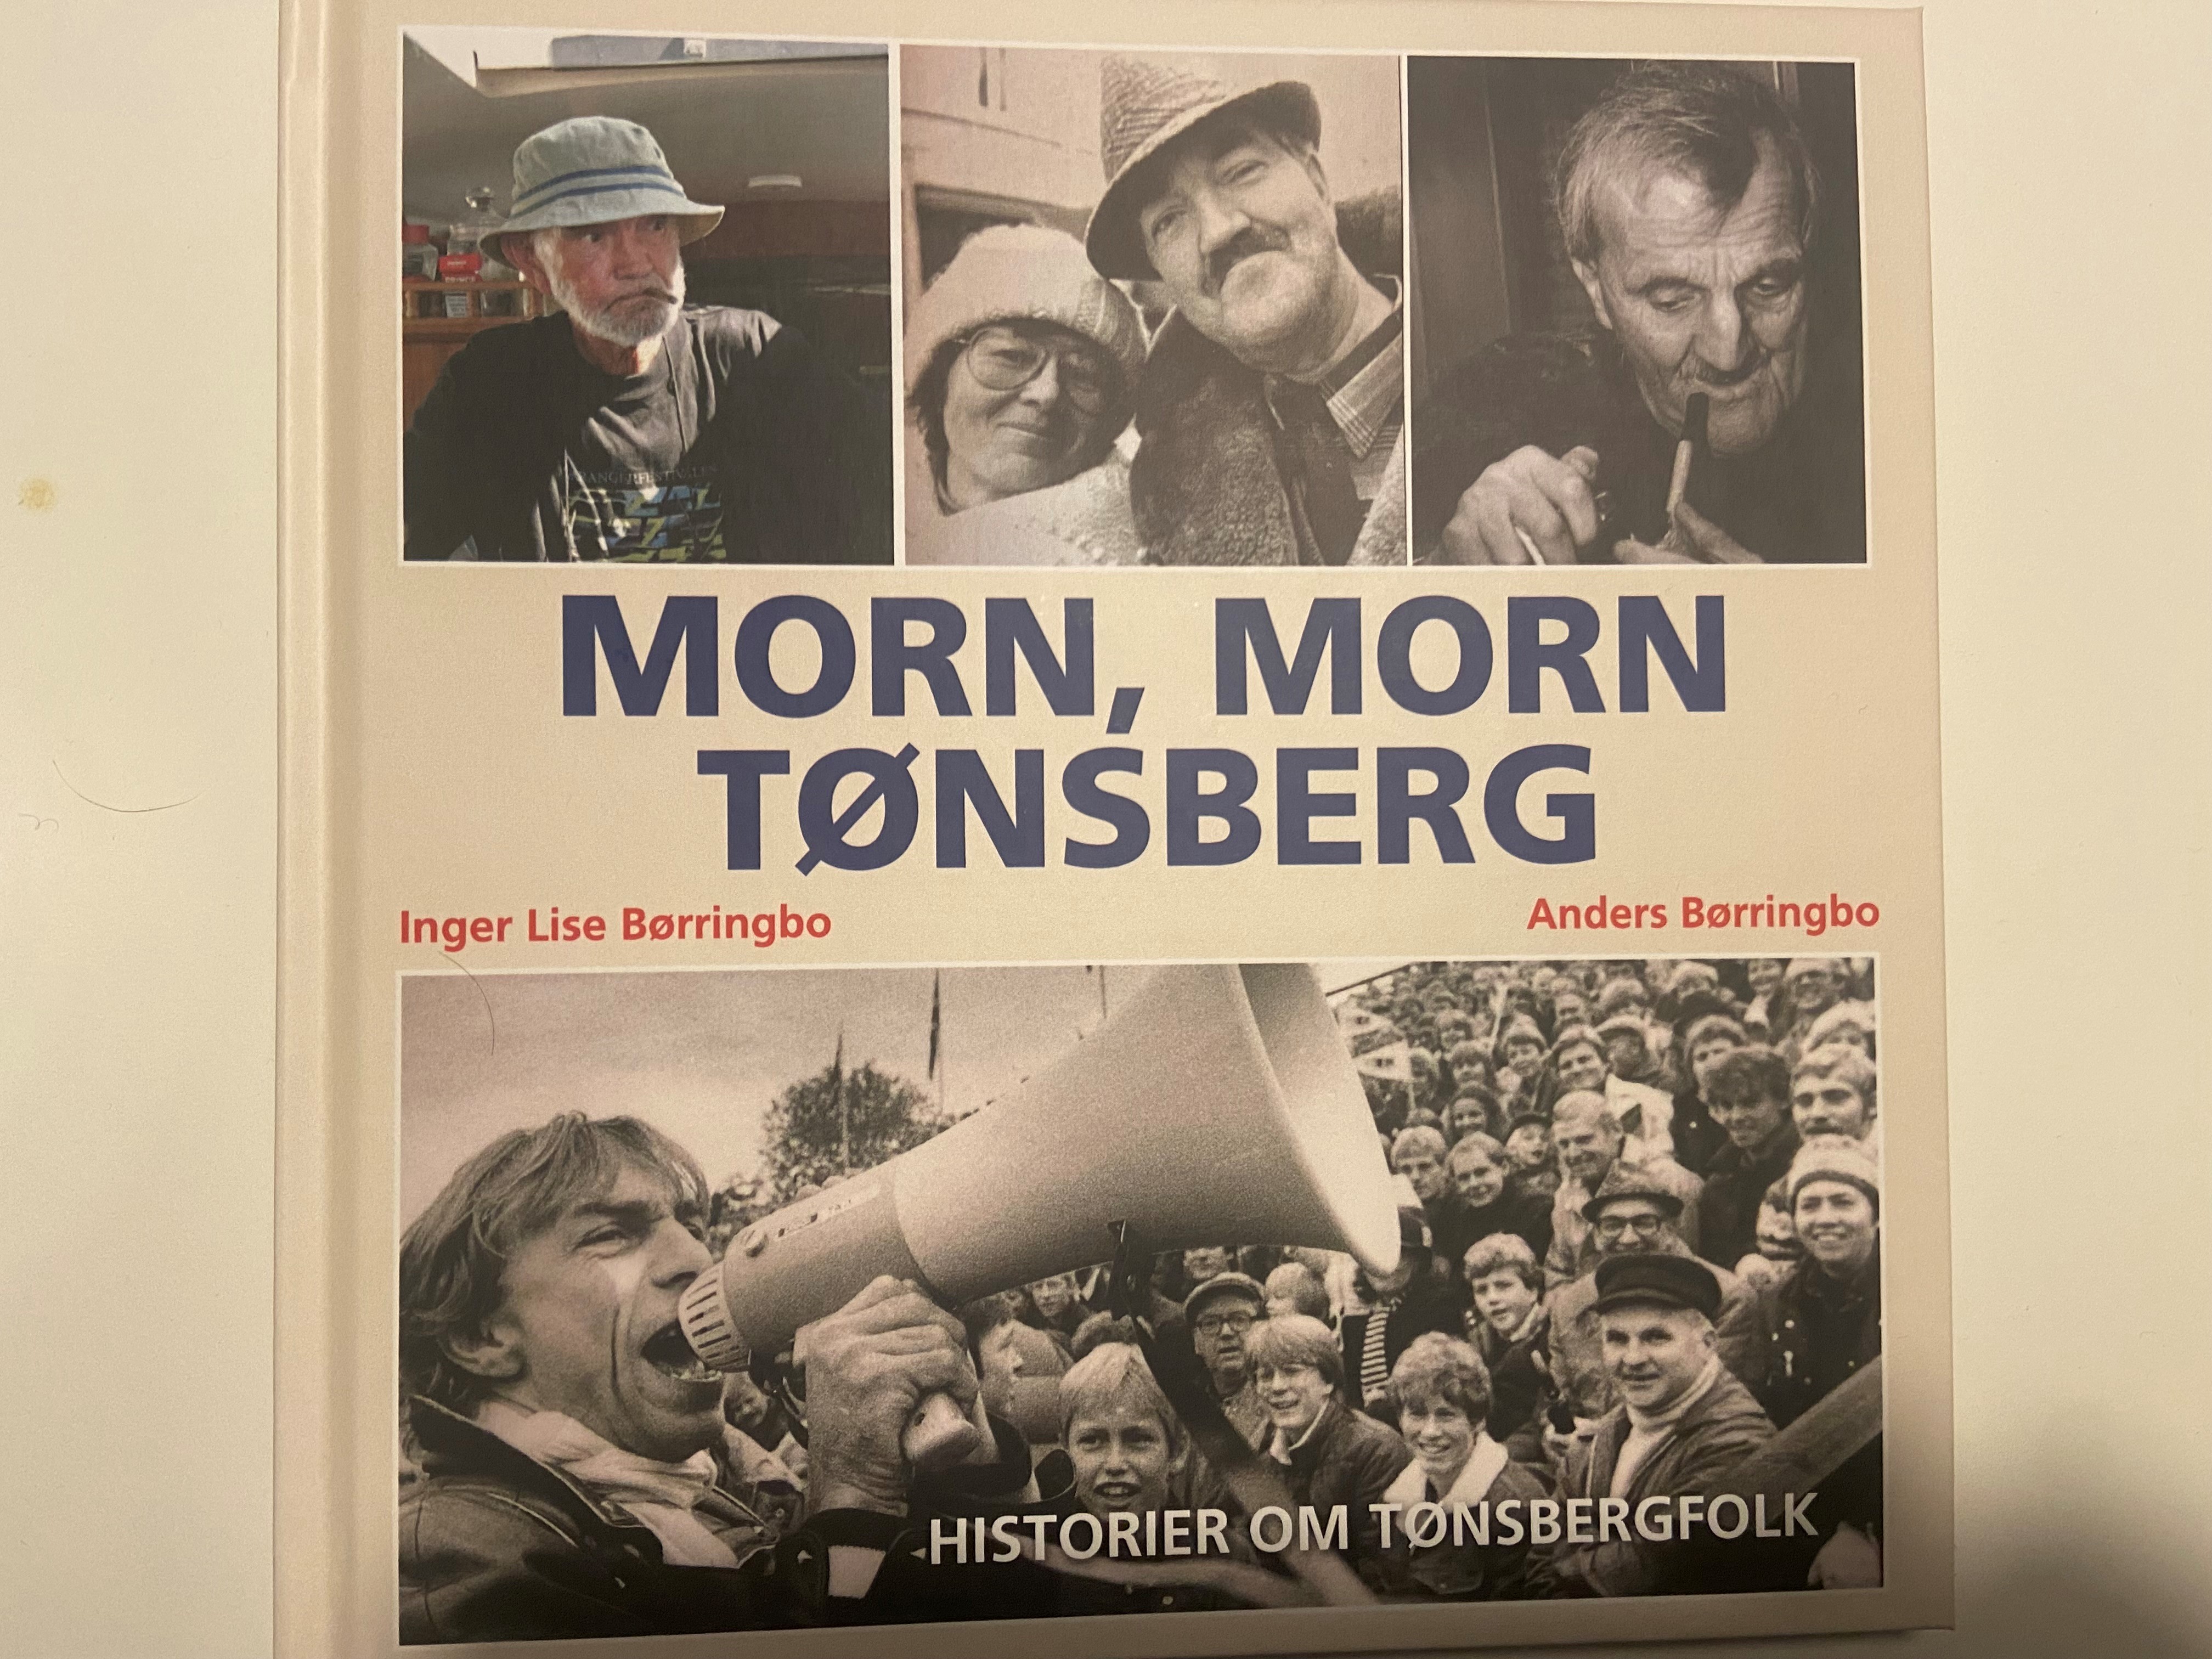 MORN, MORN
TØNSBERG
Inger Lise Børringbo
Anders Børringbo
HISTORIER OM TØNSBERGFOLK